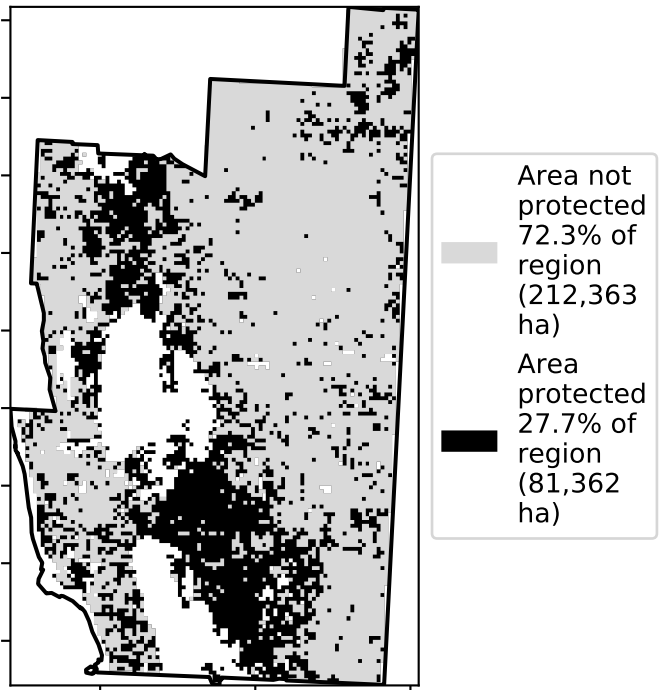 Area not
protected
72.3% of
region
(212,363
ha)
Area
protected
27.7% of
region
(81,362
ha)